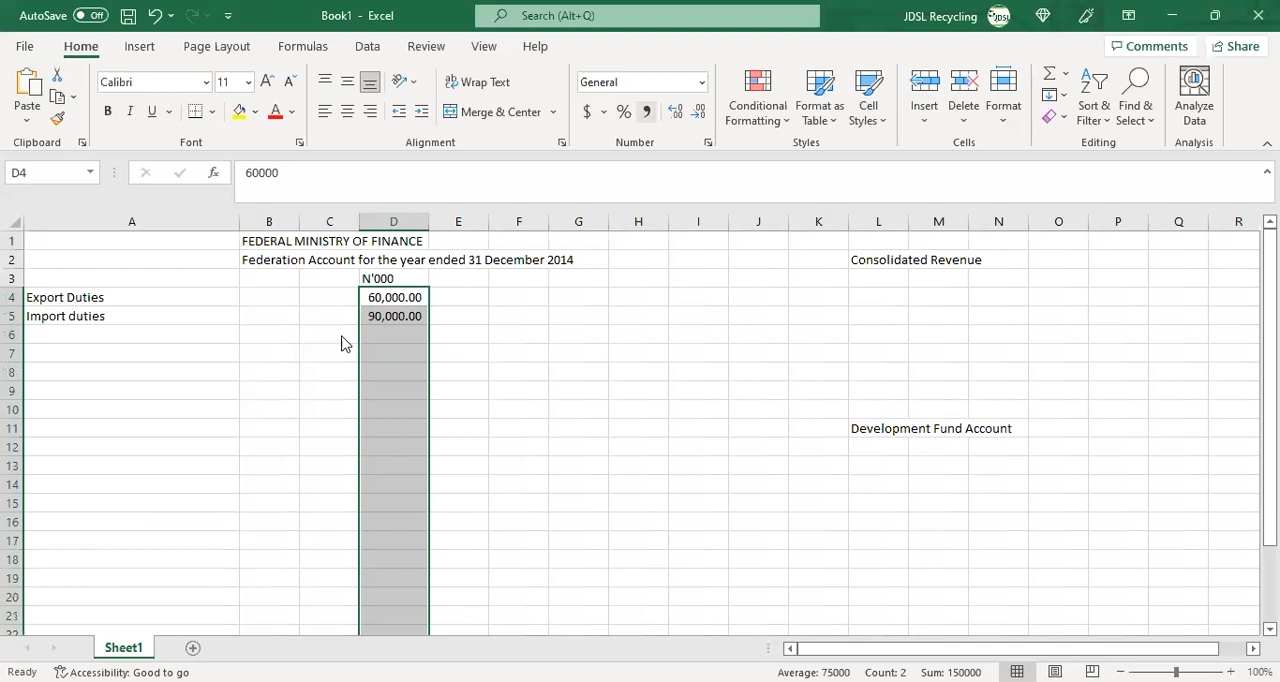 AutoSave Off Book1 - Excel Search (Alt+Q) JDSL Recycling JDSL
File Home Insert Page Layout Formulas Data Review View Help Comments Share
Paste Calibri 11 A A Wrap Text General Conditional Formatting Format as Table Cell Styles Insert Delete Format Sort & Filter Find & Select Analyze Data
B I U A Merge & Center $ % ,
Clipboard Font Alignment Number Styles Cells Editing Analysis
D4 fx 60000
A B C D E F G H I J K L M N O P Q R
1 FEDERAL MINISTRY OF FINANCE
2 Federation Account for the year ended 31 December 2014 Consolidated Revenue
3 N'000
4 Export Duties 60,000.00
5 Import duties 90,000.00
6
7
8
9
10
11 Development Fund Account
12
13
14
15
16
17
18
19
20
21
22
Sheet1
Ready Accessibility: Good to go Average: 75000 Count: 2 Sum: 150000 100%